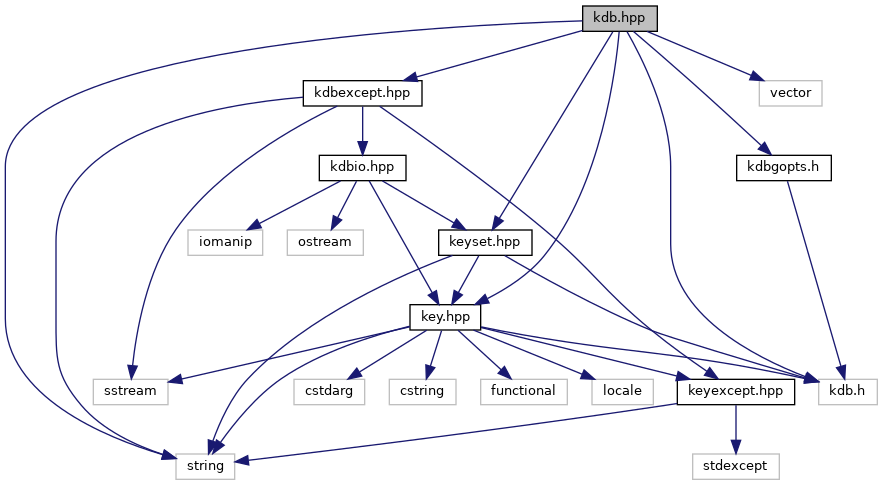 kdb.hpp
kdbexcept.hpp
vector
kdbio.hpp
kdbgopts.h
iomanip
ostream
keyset.hpp
key.hpp
sstream
cstdarg
cstring
functional
locale
keyexcept.hpp
kdb.h
string
stdexcept